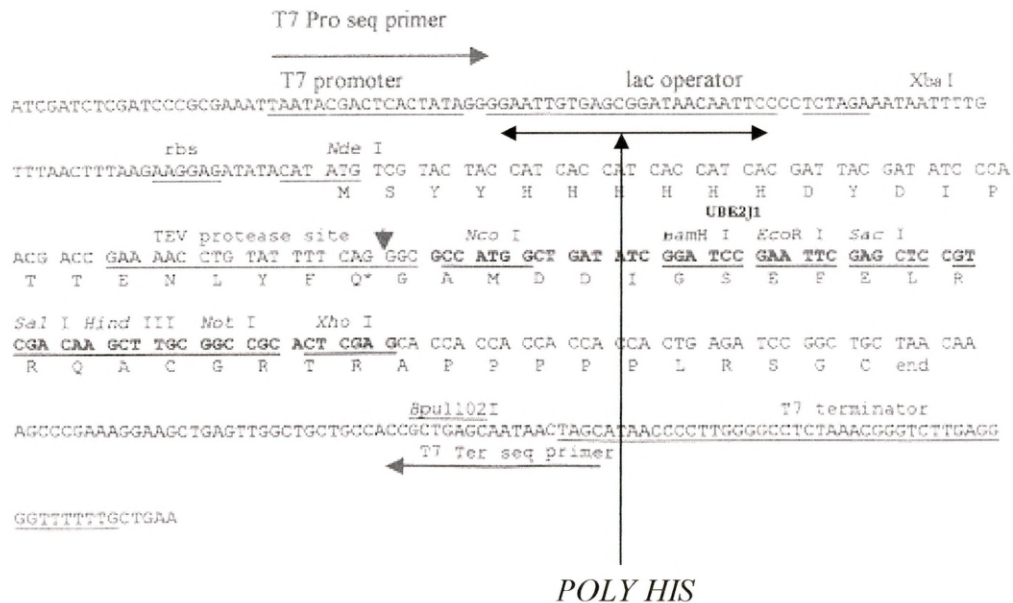 T7 Pro seq primer
T7 promoter lac operator Xba I
ATCGATCTCGATCCCGCGAAATTAATACGACTCACTATAGGGGAATTGTGAGCGGATAACAATTCCCCTCTAGAAATAATTTTG
rbs Nde I
TTTAACTTTAAGAAGGAGATATACAT ATG TCG TAC TAC CAT CAC CAT CAC CAT CAC GAT TAC GAT ATC CCA
M S Y Y H H H H H H D Y D I P
UBE2J1
TEV protease site Nco I BamH I EcoR I Sac I
ACG ACC GAA AAC CTG TAT TTT CAG GGC GCC ATG GCT GAT ATC GGA TCC GAA TTC GAG CTC CGT
T T E N L Y F Q* G A M D D I G S E F E L R
Sal I Hind III Not I Xho I
CGA CAA GCT TGC GGC CGC ACT CGA GCA CCA CCA CCA CCA CCA CTG AGA TCC GGC TGC TAA CAA
R Q A C G R T R A P P P P P L R S G C end
Bpu1102I T7 terminator
AGCCCGAAAGGAAGCTGAGTTGGCTGCTGCCACCGCTGAGCAATAACTAGCATAACCCCTTGGGGCCTCTAAACGGGTCTTGAGG
T7 Ter seq primer
GGTTTTTTGCTGAA
POLY HIS